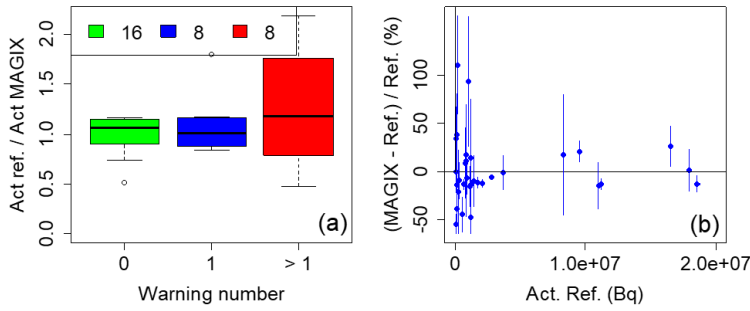 16 8 8
2.0
1.5
1.0
0.5
0.0
Act ref. / Act MAGIX
0 1 > 1
Warning number
(a)
100
50
0
-50
(MAGIX - Ref.) / Ref. (%)
0 1.0e+07 2.0e+07
Act. Ref. (Bq)
(b)